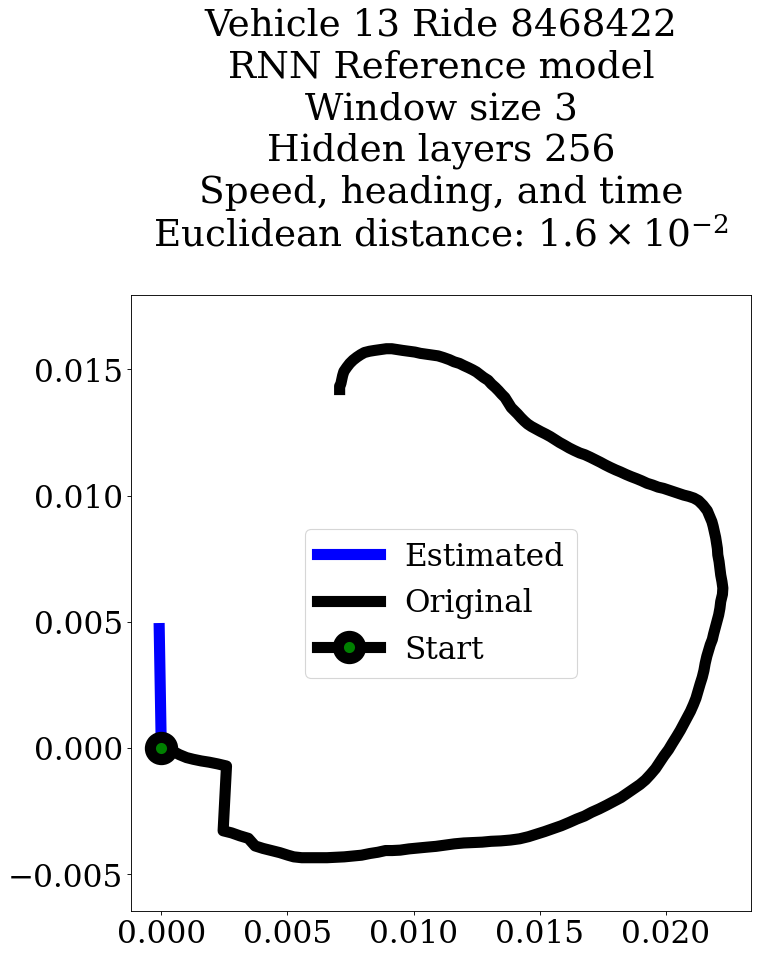 Vehicle 13 Ride 8468422
RNN Reference model
Window size 3
Hidden layers 256
Speed, heading, and time
Euclidean distance: 1.6 × 10⁻²
0.015
0.010
0.005
0.000
−0.005
Estimated
Original
Start
0.000 0.005 0.010 0.015 0.020